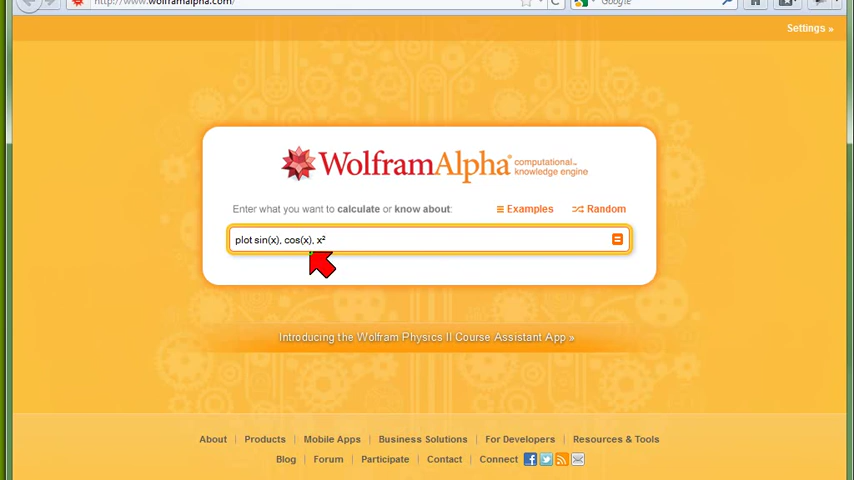 http://www.wolframalpha.com/
Google
Settings »
WolframAlpha computational knowledge engine
Enter what you want to calculate or know about:
Examples
Random
plot sin(x), cos(x), x²
Introducing the Wolfram Physics II Course Assistant App »
About | Products | Mobile Apps | Business Solutions | For Developers | Resources & Tools
Blog | Forum | Participate | Contact | Connect